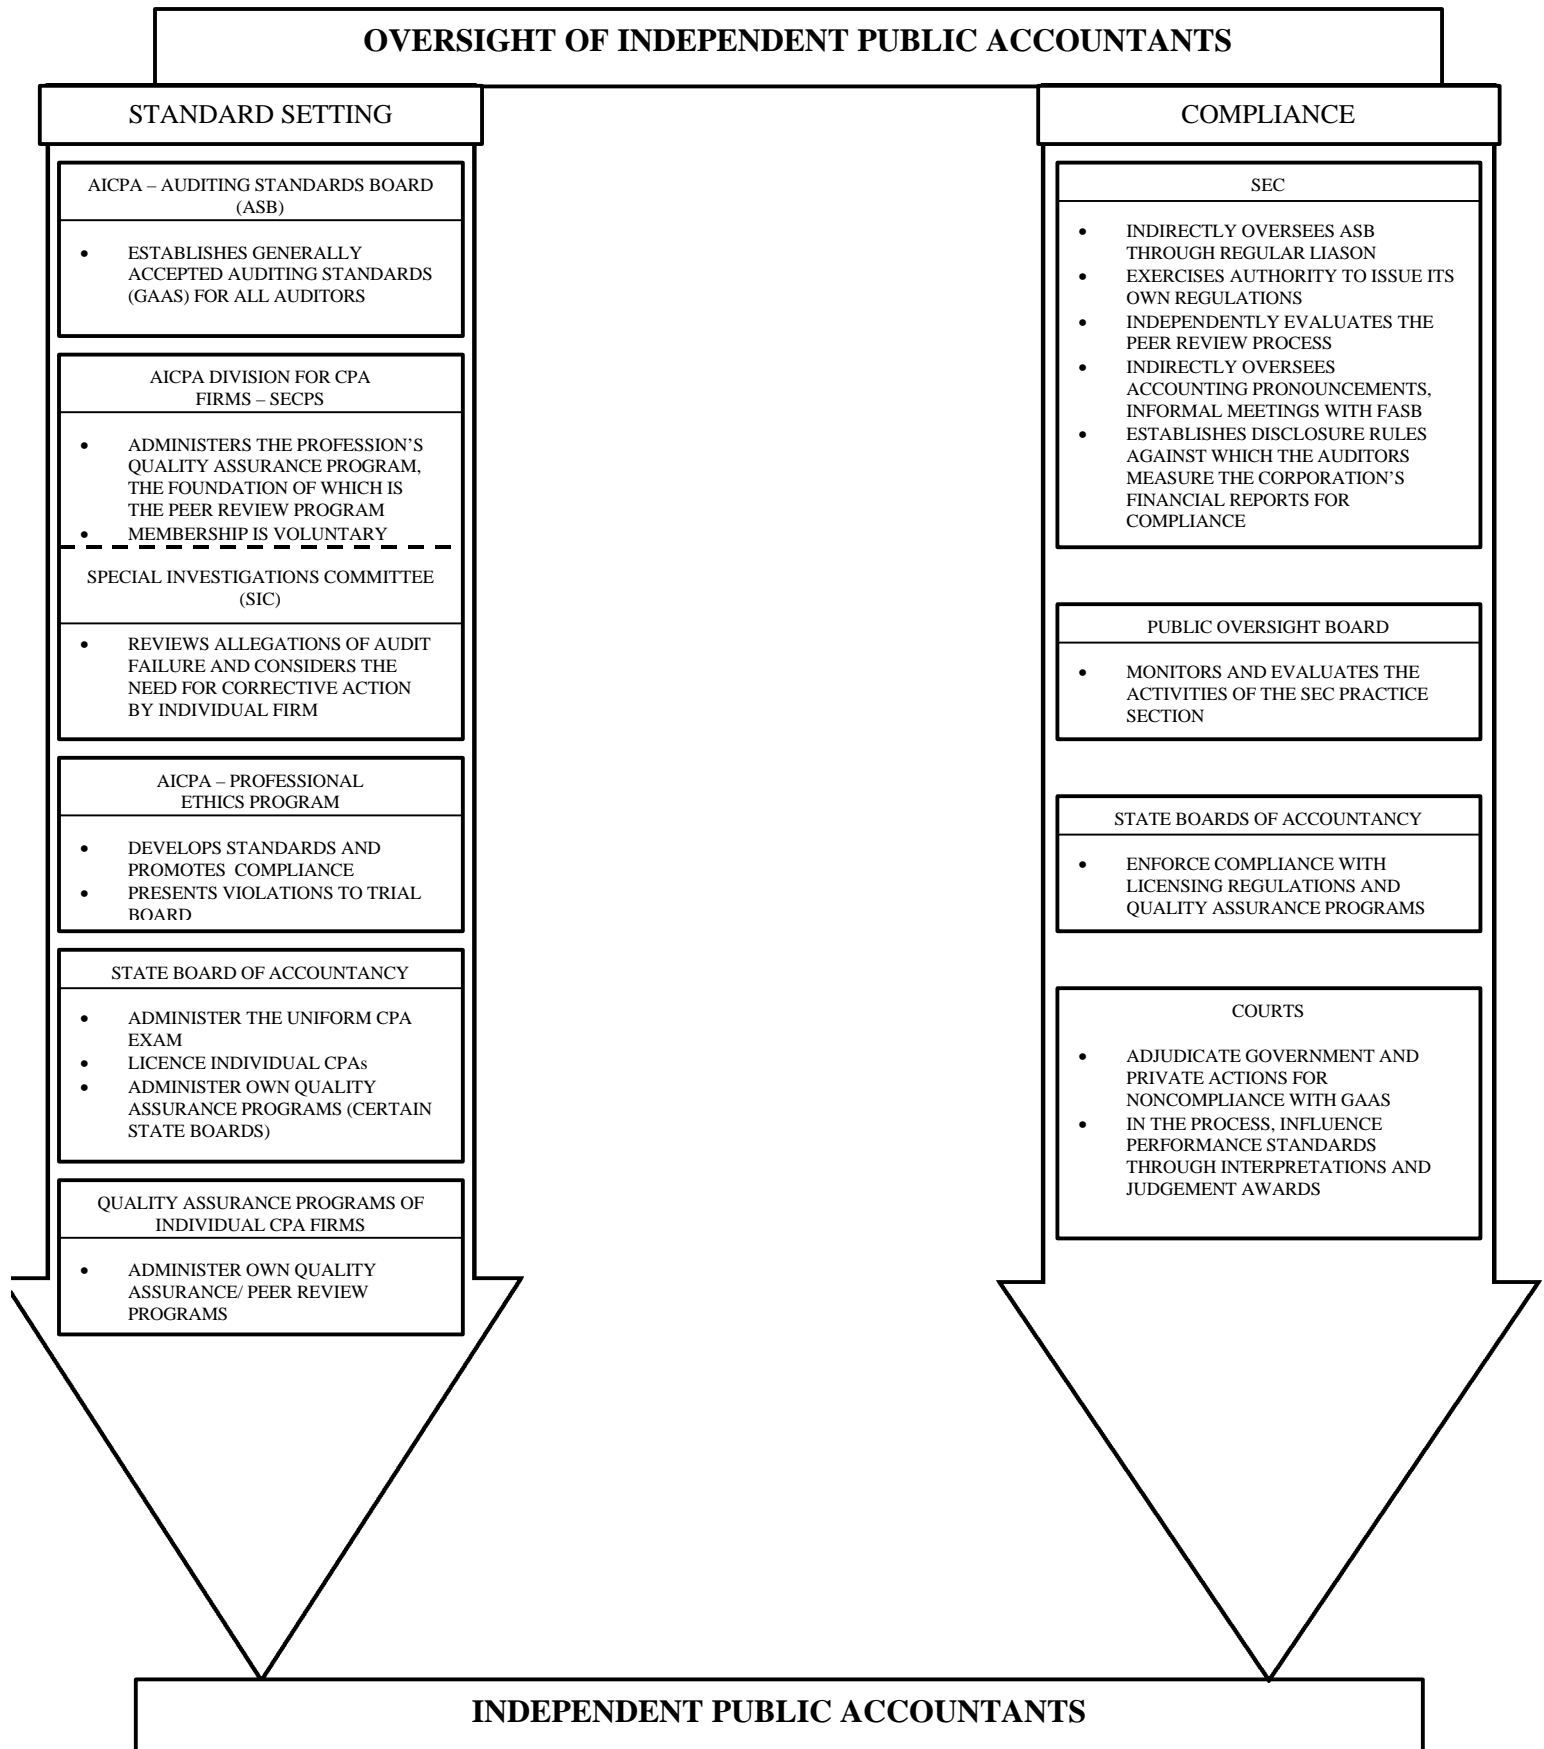 OVERSIGHT OF INDEPENDENT PUBLIC ACCOUNTANTS
STANDARD SETTING
AICPA – AUDITING STANDARDS BOARD
(ASB)
• ESTABLISHES GENERALLY
ACCEPTED AUDITING STANDARDS
(GAAS) FOR ALL AUDITORS
AICPA DIVISION FOR CPA
FIRMS – SECPS
• ADMINISTERS THE PROFESSION’S
QUALITY ASSURANCE PROGRAM,
THE FOUNDATION OF WHICH IS
THE PEER REVIEW PROGRAM
• MEMBERSHIP IS VOLUNTARY
SPECIAL INVESTIGATIONS COMMITTEE
(SIC)
• REVIEWS ALLEGATIONS OF AUDIT
FAILURE AND CONSIDERS THE
NEED FOR CORRECTIVE ACTION
BY INDIVIDUAL FIRM
AICPA – PROFESSIONAL
ETHICS PROGRAM
• DEVELOPS STANDARDS AND
PROMOTES COMPLIANCE
• PRESENTS VIOLATIONS TO TRIAL
BOARD
STATE BOARD OF ACCOUNTANCY
• ADMINISTER THE UNIFORM CPA
EXAM
• LICENCE INDIVIDUAL CPAs
• ADMINISTER OWN QUALITY
ASSURANCE PROGRAMS (CERTAIN
STATE BOARDS)
QUALITY ASSURANCE PROGRAMS OF
INDIVIDUAL CPA FIRMS
• ADMINISTER OWN QUALITY
ASSURANCE/ PEER REVIEW
PROGRAMS
COMPLIANCE
SEC
• INDIRECTLY OVERSEES ASB
THROUGH REGULAR LIASON
• EXERCISES AUTHORITY TO ISSUE ITS
OWN REGULATIONS
• INDEPENDENTLY EVALUATES THE
PEER REVIEW PROCESS
• INDIRECTLY OVERSEES
ACCOUNTING PRONOUNCEMENTS,
INFORMAL MEETINGS WITH FASB
• ESTABLISHES DISCLOSURE RULES
AGAINST WHICH THE AUDITORS
MEASURE THE CORPORATION’S
FINANCIAL REPORTS FOR
COMPLIANCE
PUBLIC OVERSIGHT BOARD
• MONITORS AND EVALUATES THE
ACTIVITIES OF THE SEC PRACTICE
SECTION
STATE BOARDS OF ACCOUNTANCY
• ENFORCE COMPLIANCE WITH
LICENSING REGULATIONS AND
QUALITY ASSURANCE PROGRAMS
COURTS
• ADJUDICATE GOVERNMENT AND
PRIVATE ACTIONS FOR
NONCOMPLIANCE WITH GAAS
• IN THE PROCESS, INFLUENCE
PERFORMANCE STANDARDS
THROUGH INTERPRETATIONS AND
JUDGEMENT AWARDS
INDEPENDENT PUBLIC ACCOUNTANTS